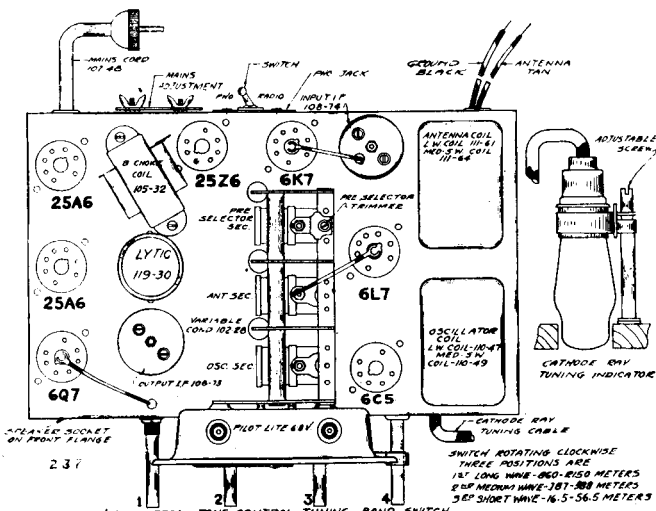 MAINS CORD
107-48
MAINS
ADJUSTMENT
SWITCH
PHO RADIO
PHO JACK
INPUT I.F
108-74
GROUND
BLACK
ANTENNA
TAN
25A6
B CHOKE
COIL
105-32
25Z6
6K7
ANTENNA COIL
L W COIL 111-61
MED-SW COIL
111-64
ADJUSTABLE
SCREWS
PRE
SELECTOR
SEC.
PRE SELECTOR
TRIMMER
25A6
LYTIC
119-30
6L7
ANT SEC.
VARIABLE
COND 102-28
OSC. SEC.
OSCILLATOR
COIL
L W COIL-110-47
MED-SW
COIL-110-49
CATHODE RAY
TUNING INDICATOR
6Q7
OUTPUT I.F 108-73
6C5
SPEAKER SOCKET
ON FRONT FLANGE
PILOT LITE 6.8V
CATHODE RAY
TUNING CABLE
237
1 2 3 4
TONE CONTROL TUNING BAND SWITCH
SWITCH ROTATING CLOCKWISE
THREE POSITIONS ARE
1ST LONG WAVE-860-2150 METERS
2ND MEDIUM WAVE-187-588 METERS
3RD SHORT WAVE-16.5-56.5 METERS